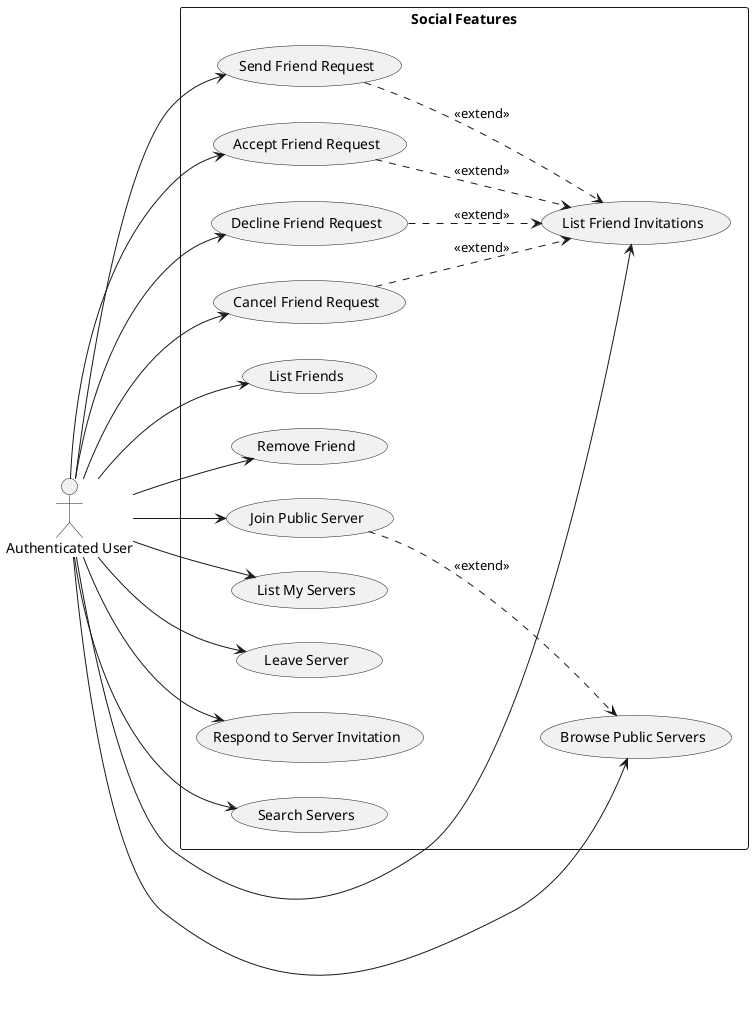 Social Features
Send Friend Request
«extend»
Accept Friend Request
«extend»
Decline Friend Request
«extend»
List Friend Invitations
Cancel Friend Request
«extend»
List Friends
Remove Friend
Join Public Server
Authenticated User
«extend»
List My Servers
Leave Server
Respond to Server Invitation
Browse Public Servers
Search Servers